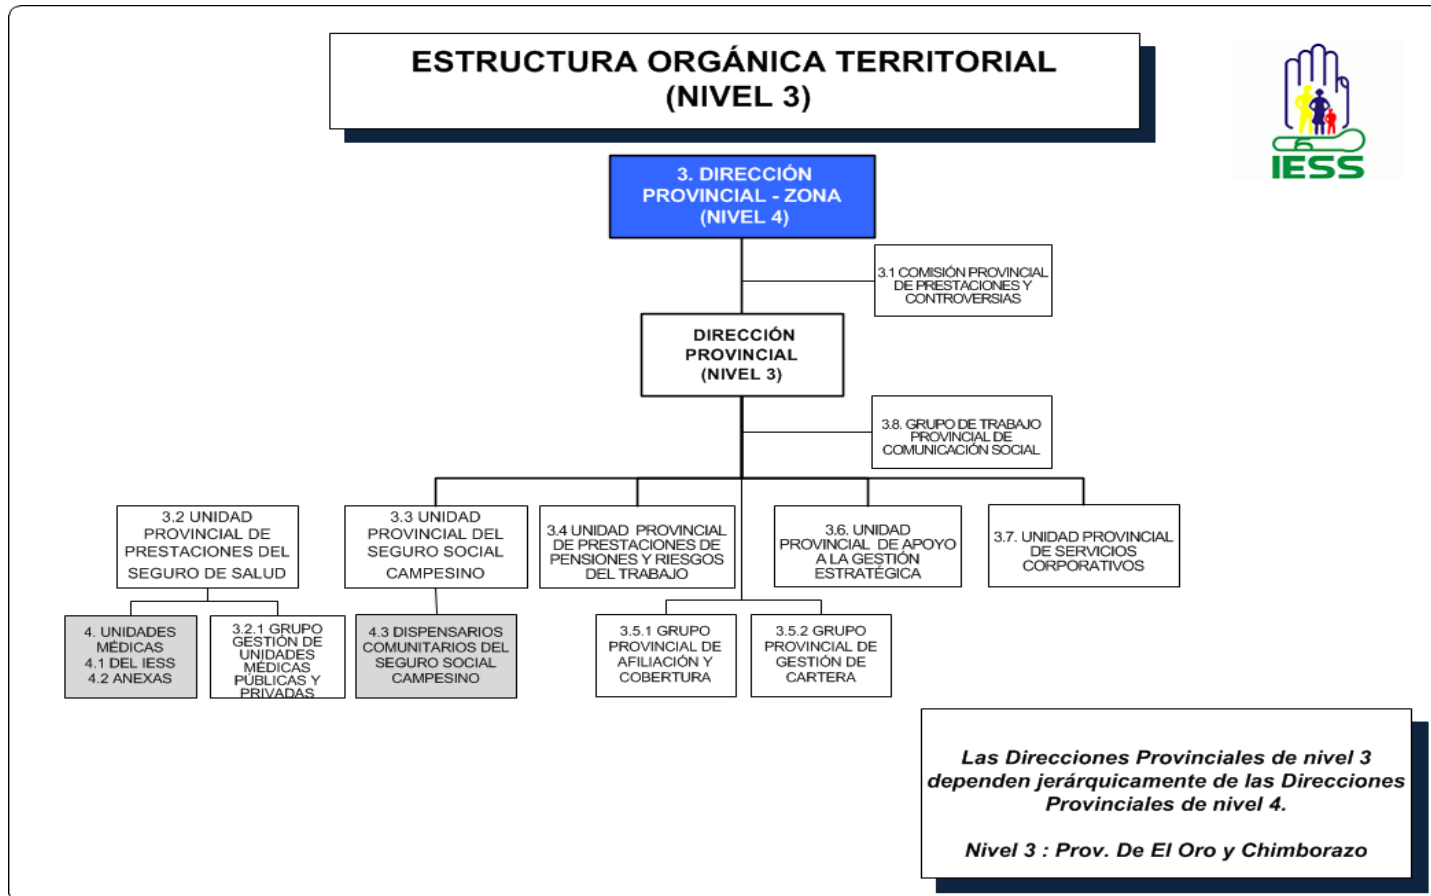 ESTRUCTURA ORGÁNICA TERRITORIAL
(NIVEL 3)
IESS
3. DIRECCIÓN
PROVINCIAL - ZONA
(NIVEL 4)
3.1 COMISIÓN PROVINCIAL
DE PRESTACIONES Y
CONTROVERSIAS
DIRECCIÓN
PROVINCIAL
(NIVEL 3)
3.8. GRUPO DE TRABAJO
PROVINCIAL DE
COMUNICACIÓN SOCIAL
3.2 UNIDAD
PROVINCIAL DE
PRESTACIONES DEL
SEGURO DE SALUD
3.3 UNIDAD
PROVINCIAL DEL
SEGURO SOCIAL
CAMPESINO
3.4 UNIDAD PROVINCIAL
DE PRESTACIONES DE
PENSIONES Y RIESGOS
DEL TRABAJO
3.6. UNIDAD
PROVINCIAL DE APOYO
A LA GESTIÓN
ESTRATÉGICA
3.7. UNIDAD PROVINCIAL
DE SERVICIOS
CORPORATIVOS
4. UNIDADES
MÉDICAS
4.1 DEL IESS
4.2 ANEXAS
3.2.1 GRUPO
GESTIÓN DE
UNIDADES
MÉDICAS
PÚBLICAS Y
PRIVADAS
4.3 DISPENSARIOS
COMUNITARIOS DEL
SEGURO SOCIAL
CAMPESINO
3.5.1 GRUPO
PROVINCIAL DE
AFILIACIÓN Y
COBERTURA
3.5.2 GRUPO
PROVINCIAL DE
GESTIÓN DE
CARTERA
Las Direcciones Provinciales de nivel 3
dependen jerárquicamente de las Direcciones
Provinciales de nivel 4.
Nivel 3 : Prov. De El Oro y Chimborazo